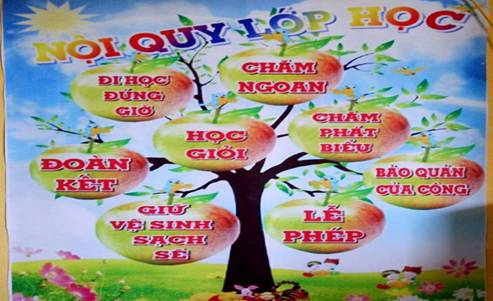 NỘI QUY LỚP HỌC
ĐI HỌC
ĐÚNG
GIỜ
CHĂM
NGOAN
HỌC
GIỎI
CHĂM
PHÁT
BIỂU
ĐOÀN
KẾT
BẢO QUẢN
CỦA CÔNG
GIỮ
VỆ SINH
SẠCH
SẼ
LỄ
PHÉP